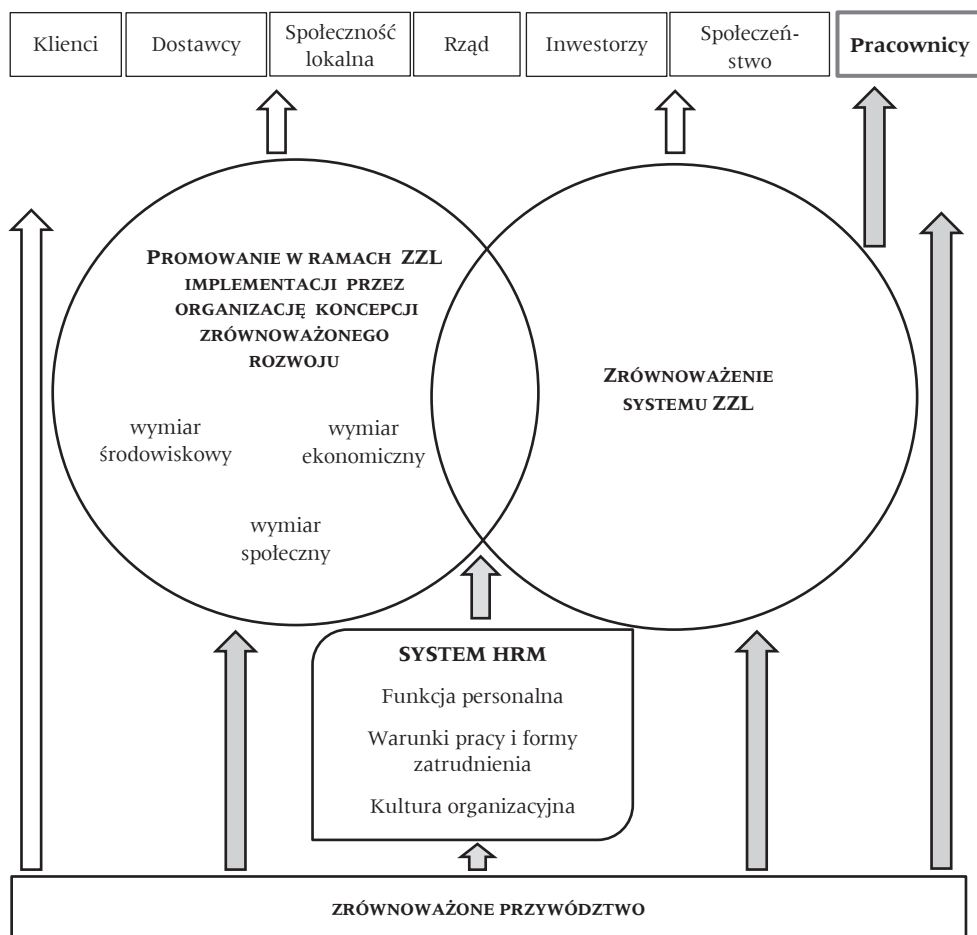 Klienci
Dostawcy
Społeczność
lokalna
Rząd
Inwestorzy
Społeczeń-
stwo
Pracownicy
PROMOWANIE W RAMACH ZZL
IMPLEMENTACJI PRZEZ
ORGANIZACJĘ KONCEPCJI
ZRÓWNOWAŻONEGO
ROZWOJU
wymiar
środowiskowy
wymiar
ekonomiczny
wymiar
społeczny
ZRÓWNOWAŻENIE
SYSTEMU ZZL
SYSTEM HRM
Funkcja personalna
Warunki pracy i formy
zatrudnienia
Kultura organizacyjna
ZRÓWNOWAŻONE PRZYWÓDZTWO